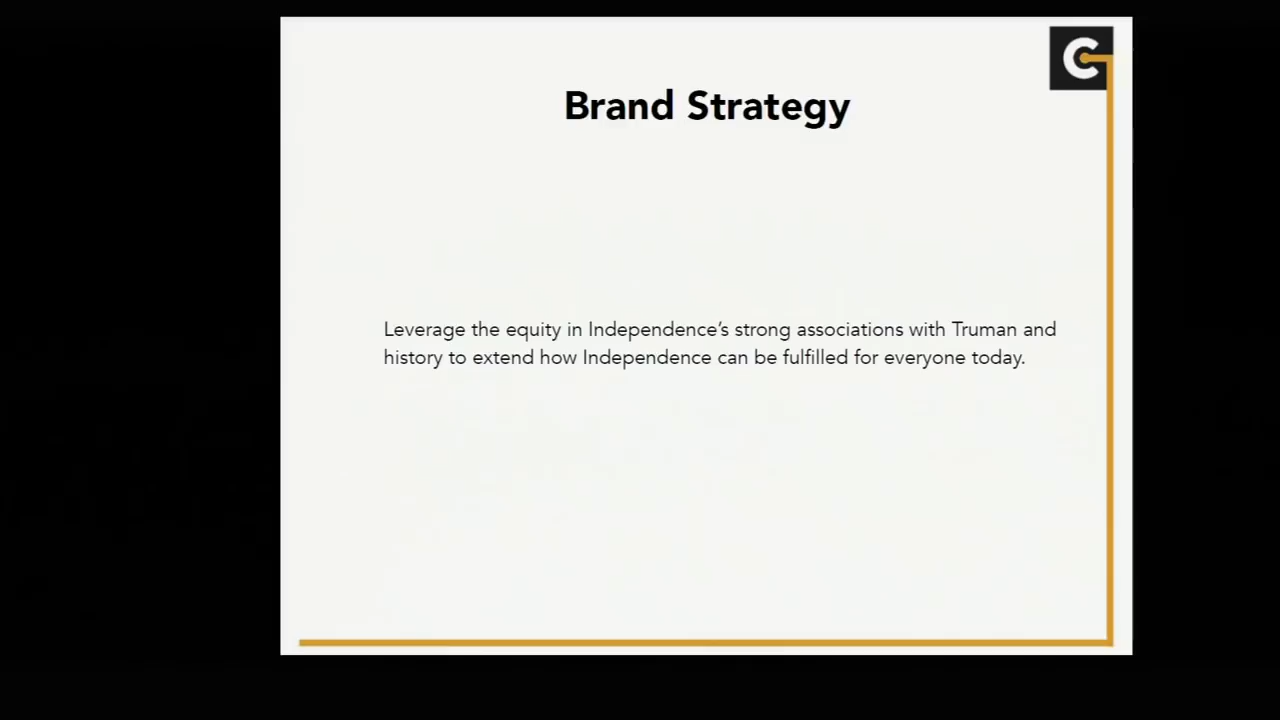 C
Brand Strategy
Leverage the equity in Independence’s strong associations with Truman and
history to extend how Independence can be fulfilled for everyone today.